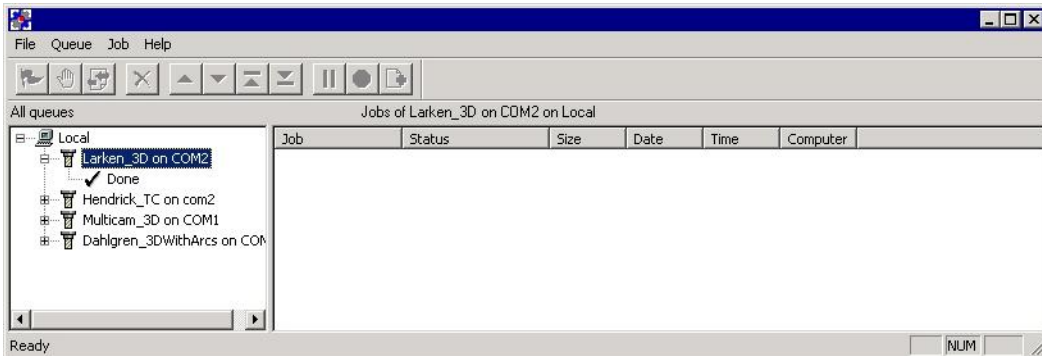 File Queue Job Help
All queues Jobs of Larken_3D on COM2 on Local
Local Job Status Size Date Time Computer
Larken_3D on COM2
Done
Hendrick_TC on com2
Multicam_3D on COM1
Dahlgren_3DWithArcs on CON
Ready NUM